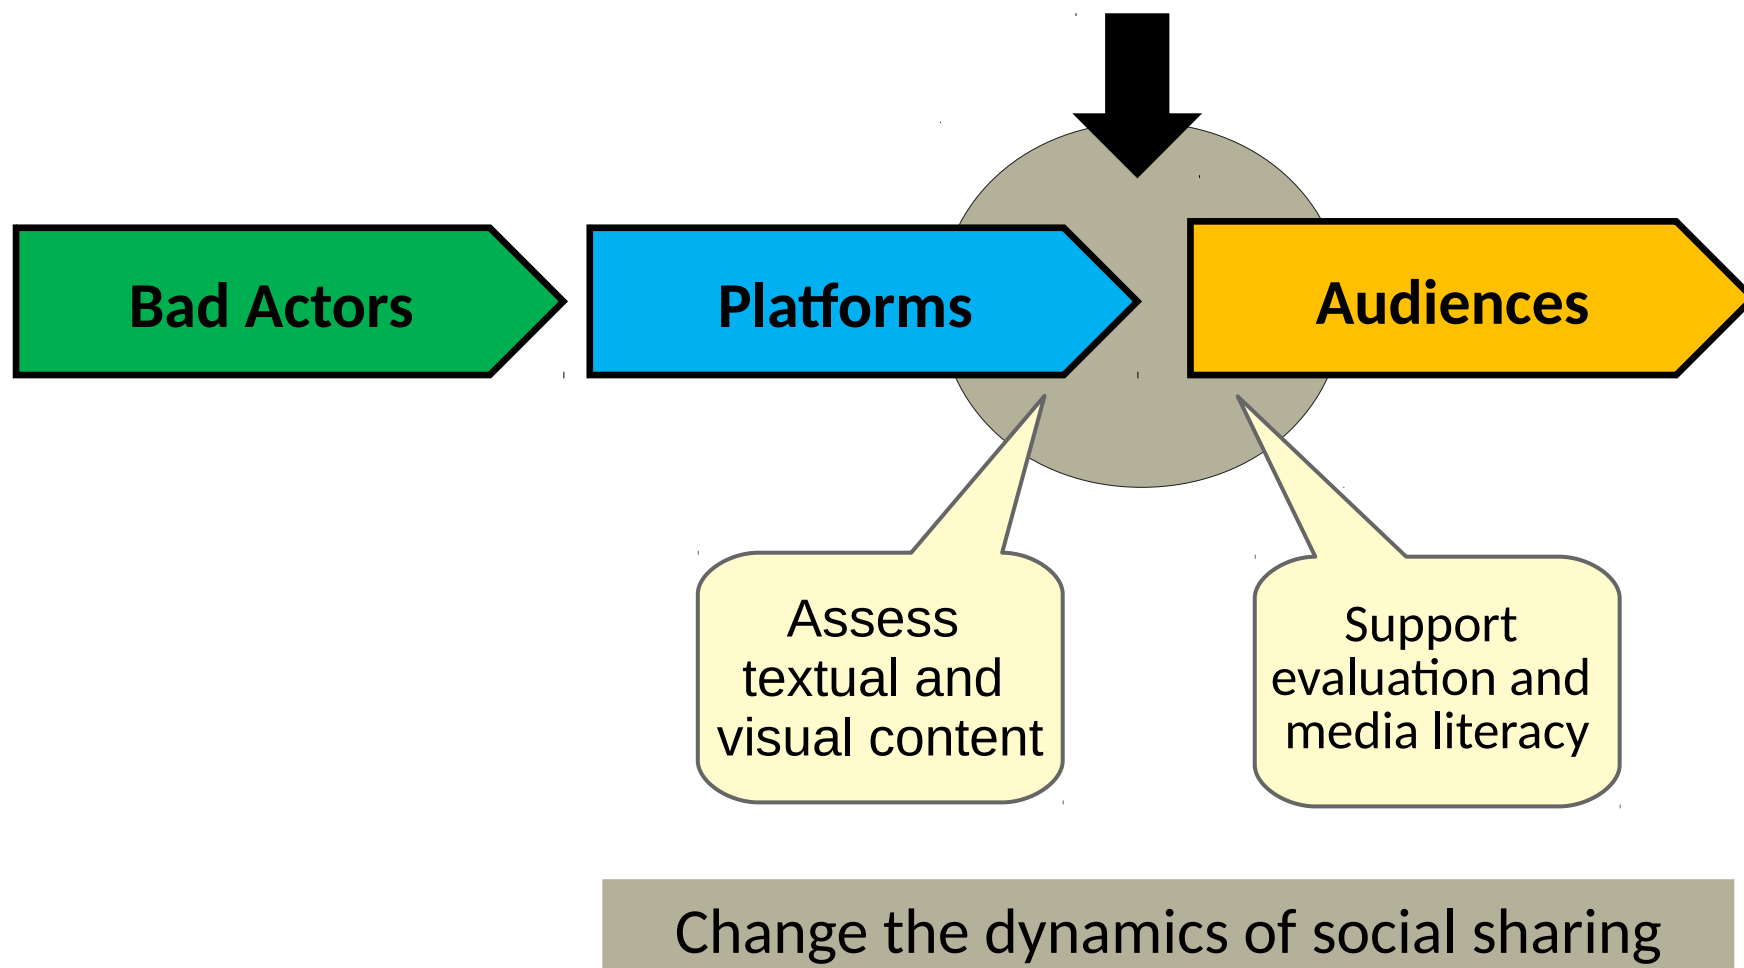 Bad Actors
Platforms
Audiences
Assess
textual and
visual content
Support
evaluation and
media literacy
Change the dynamics of social sharing